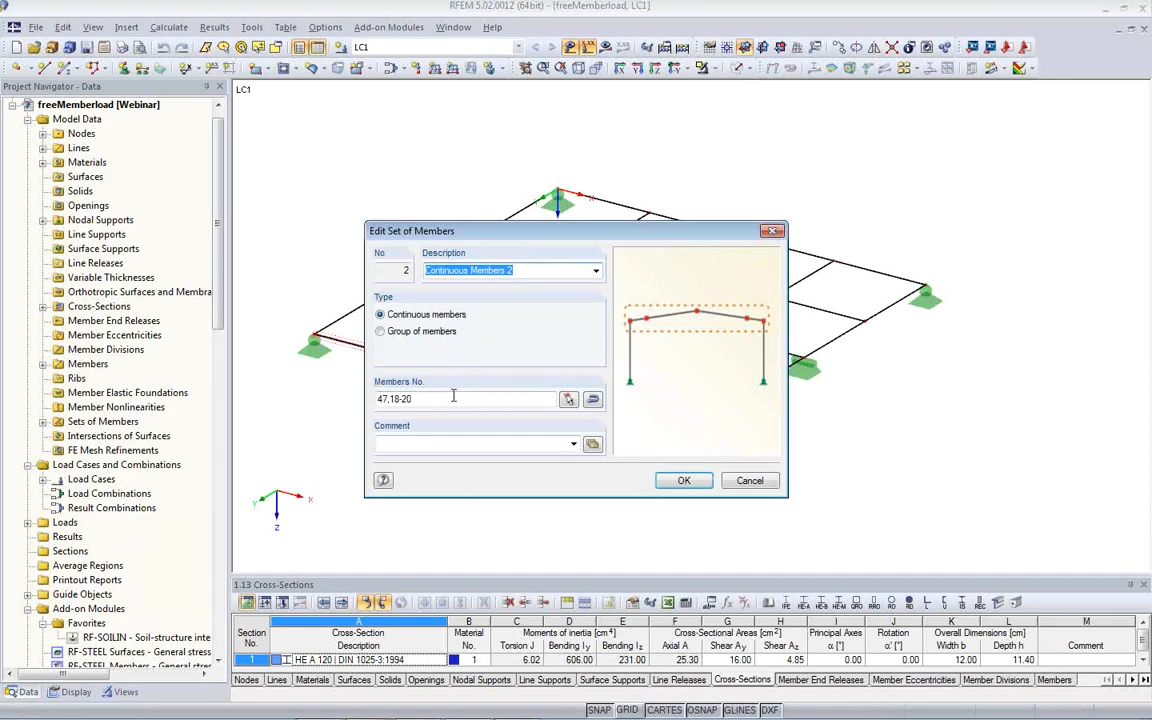 RFEM 5.02.0012 (64bit) - [freeMemberload, LC1]
File Edit View Insert Calculate Results Tools Table Options Add-on Modules Window Help
LC1
Project Navigator - Data
LC1
freeMemberload [Webinar]
Model Data
Nodes
Lines
Materials
Surfaces
Solids
Openings
Nodal Supports
Line Supports
Surface Supports
Line Releases
Variable Thicknesses
Orthotropic Surfaces and Membra
Cross-Sections
Member End Releases
Member Eccentricities
Member Divisions
Members
Ribs
Member Elastic Foundations
Member Nonlinearities
Sets of Members
Intersections of Surfaces
FE Mesh Refinements
Load Cases and Combinations
Load Cases
Load Combinations
Result Combinations
Loads
Results
Sections
Average Regions
Printout Reports
Guide Objects
Add-on Modules
Favorites
RF-SOILIN - Soil-structure inte
RF-STEEL Surfaces - General stress
RF-STEEL Members - General stres
Data Display Views
Edit Set of Members
No Description
2 Continuous Members 2
Type
Continuous members
Group of members
Members No.
47,18-20
Comment
OK Cancel
X
Y
Z
X
1.13 Cross-Sections
A B C D E F G H I J K L M
Section Cross-Section Material Moments of inertia [cm⁴] Cross-Sectional Areas [cm²] Principal Axes Rotation Overall Dimensions [cm]
No. Description No. Torsion J Bending Iy Bending Iz Axial A Shear Ay Shear Az α [°] α' [°] Width b Depth h Comment
1 HE A 120 | DIN 1025-3:1994 1 6.02 606.00 231.00 25.30 16.00 4.85 0.00 0.00 12.00 11.40
Nodes Lines Materials Surfaces Solids Openings Nodal Supports Line Supports Surface Supports Line Releases Cross-Sections Member End Releases Member Eccentricities Member Divisions Members
SNAP GRID CARTES OSNAP GLINES DXF